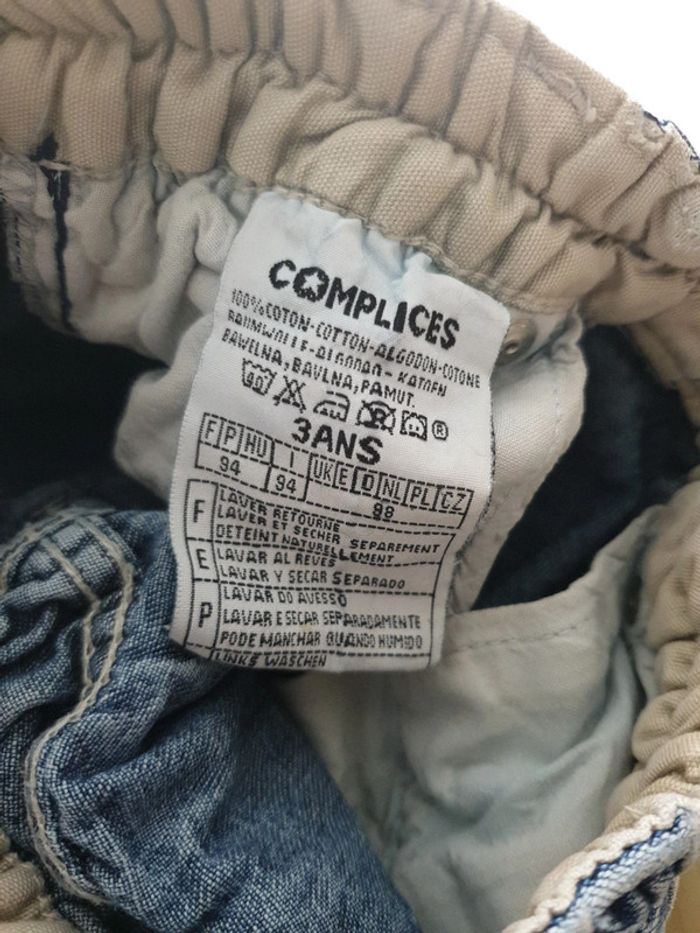 COMPLICES
100%COTON-COTTON-ALGODON-COTONE
BAUMWOLLE-ALGODAO-KATOEN
BAWELNA, BAVLNA, PAMUT.
®
3ANS
F P HU I UK E D NL PL CZ
94 94 98
F LAVER RETOURNE
LAVER ET SECHER SEPAREMENT
DETEINT NATURELLEMENT
E LAVAR AL REVES
LAVAR Y SECAR SEPARADO
P LAVAR DO AVESSO
LAVAR E SECAR SEPARADAMENTE
PODE MANCHAR QUANDO HUMIDO
LINKS WASCHEN